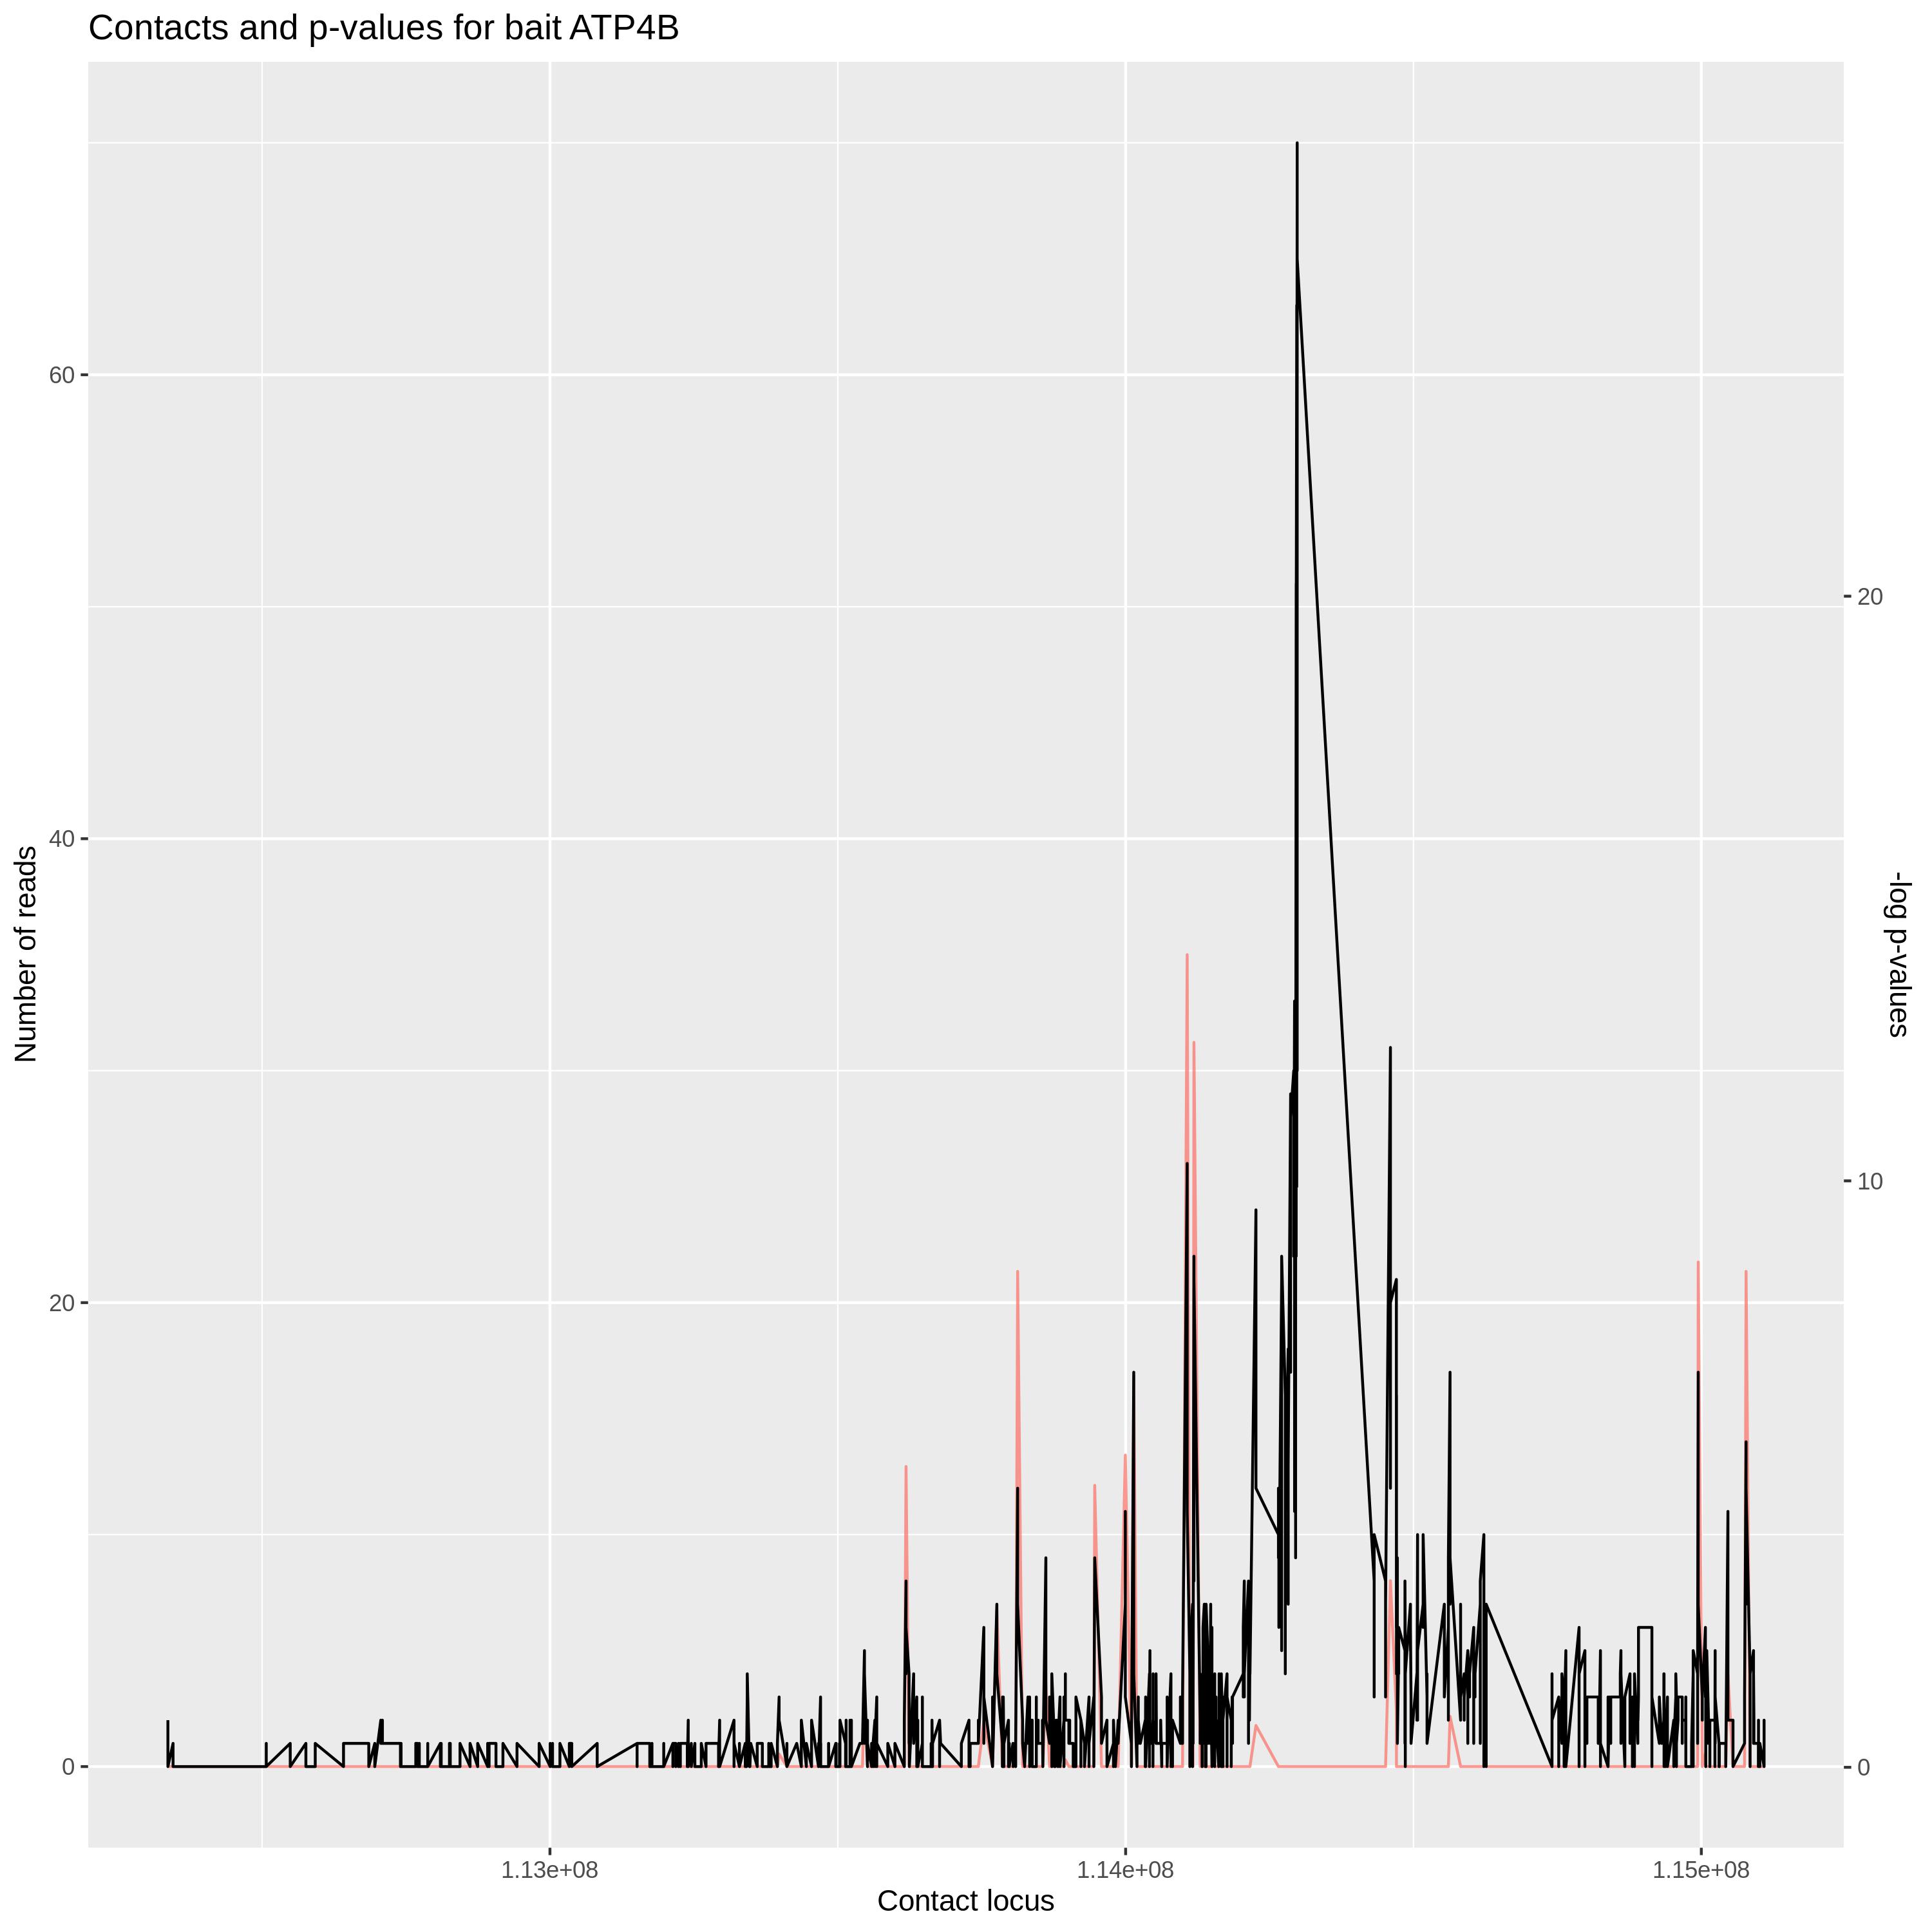 Contacts and p-values for bait ATP4B
Number of reads
60
40
20
0
20
10
0
-log p-values
1.13e+08
1.14e+08
1.15e+08
Contact locus